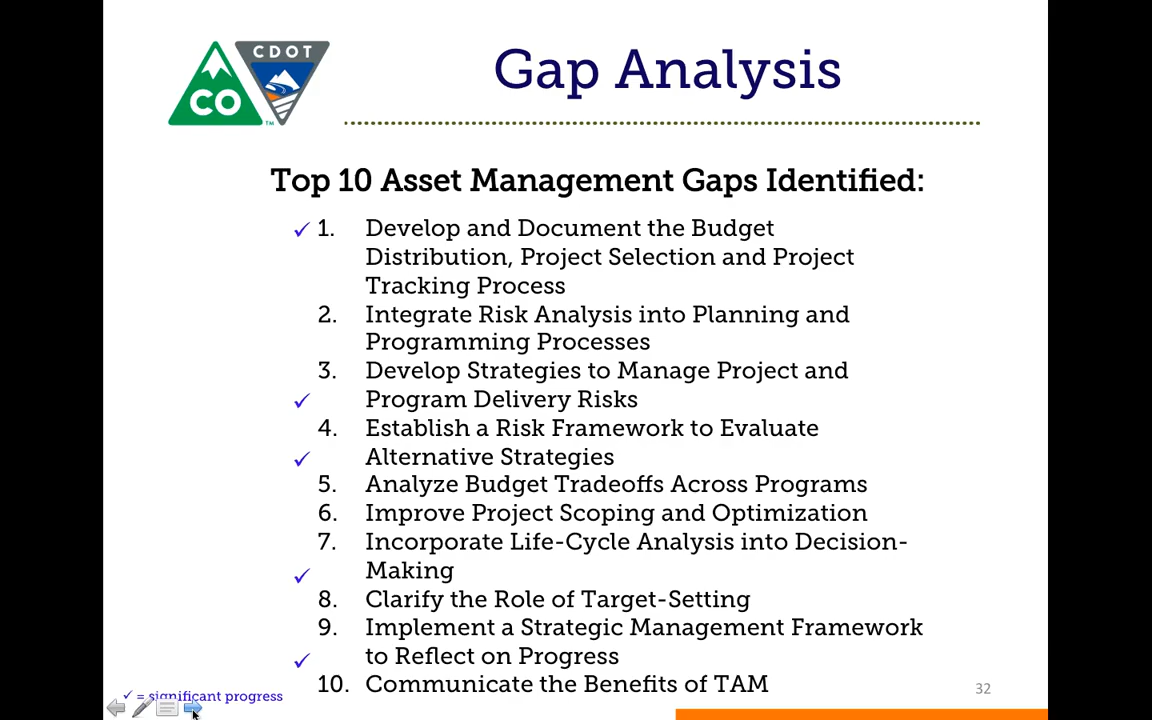 CDOT
CO
TM
Gap Analysis
Top 10 Asset Management Gaps Identified:
✓ 1. Develop and Document the Budget
Distribution, Project Selection and Project
Tracking Process
2. Integrate Risk Analysis into Planning and
Programming Processes
3. Develop Strategies to Manage Project and
✓ Program Delivery Risks
4. Establish a Risk Framework to Evaluate
✓ Alternative Strategies
5. Analyze Budget Tradeoffs Across Programs
6. Improve Project Scoping and Optimization
7. Incorporate Life-Cycle Analysis into Decision-
✓ Making
8. Clarify the Role of Target-Setting
9. Implement a Strategic Management Framework
✓ to Reflect on Progress
10. Communicate the Benefits of TAM
✓ = significant progress
32